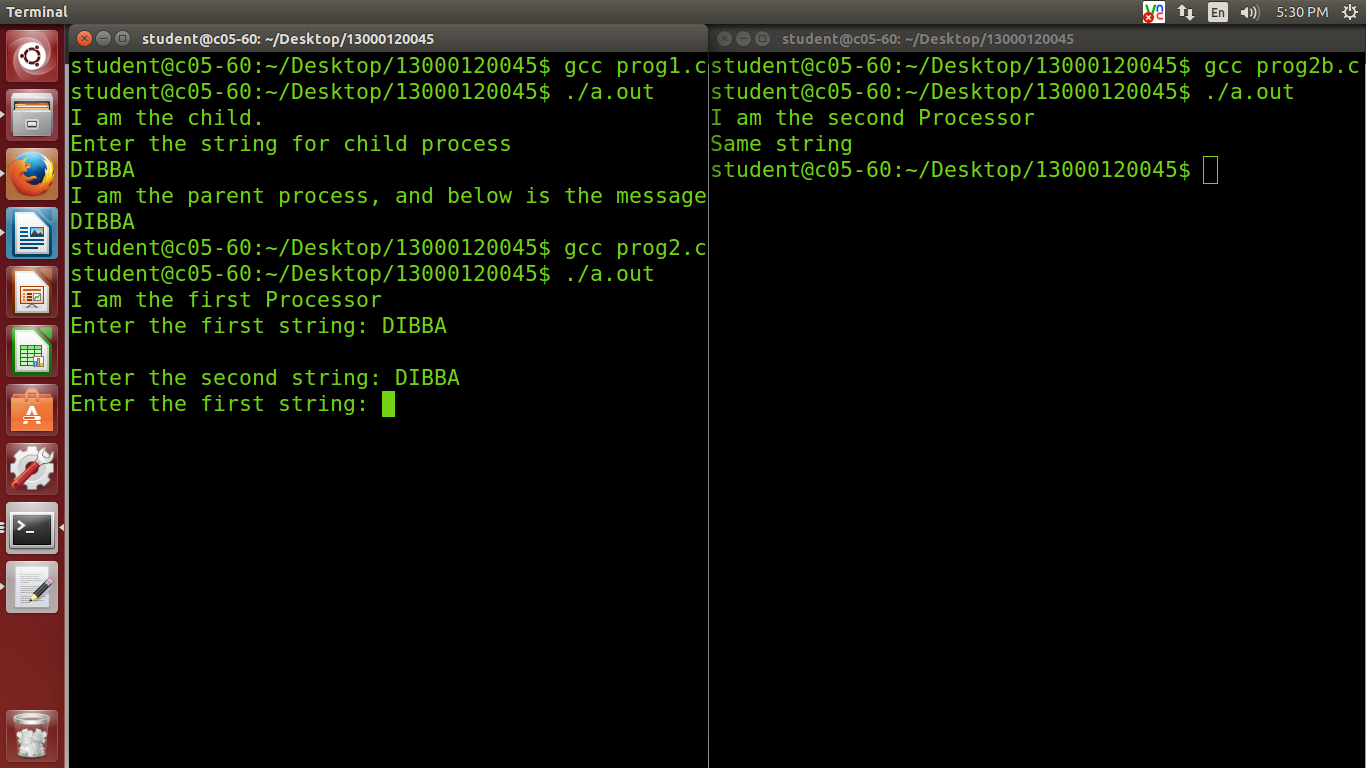 Terminal
En
5:30 PM
student@c05-60: ~/Desktop/13000120045
student@c05-60:~/Desktop/13000120045$ gcc prog1.c
student@c05-60:~/Desktop/13000120045$ ./a.out
I am the child.
Enter the string for child process
DIBBA
I am the parent process, and below is the message
DIBBA
student@c05-60:~/Desktop/13000120045$ gcc prog2.c
student@c05-60:~/Desktop/13000120045$ ./a.out
I am the first Processor
Enter the first string: DIBBA
Enter the second string: DIBBA
Enter the first string:
student@c05-60: ~/Desktop/13000120045
student@c05-60:~/Desktop/13000120045$ gcc prog2b.c
student@c05-60:~/Desktop/13000120045$ ./a.out
I am the second Processor
Same string
student@c05-60:~/Desktop/13000120045$